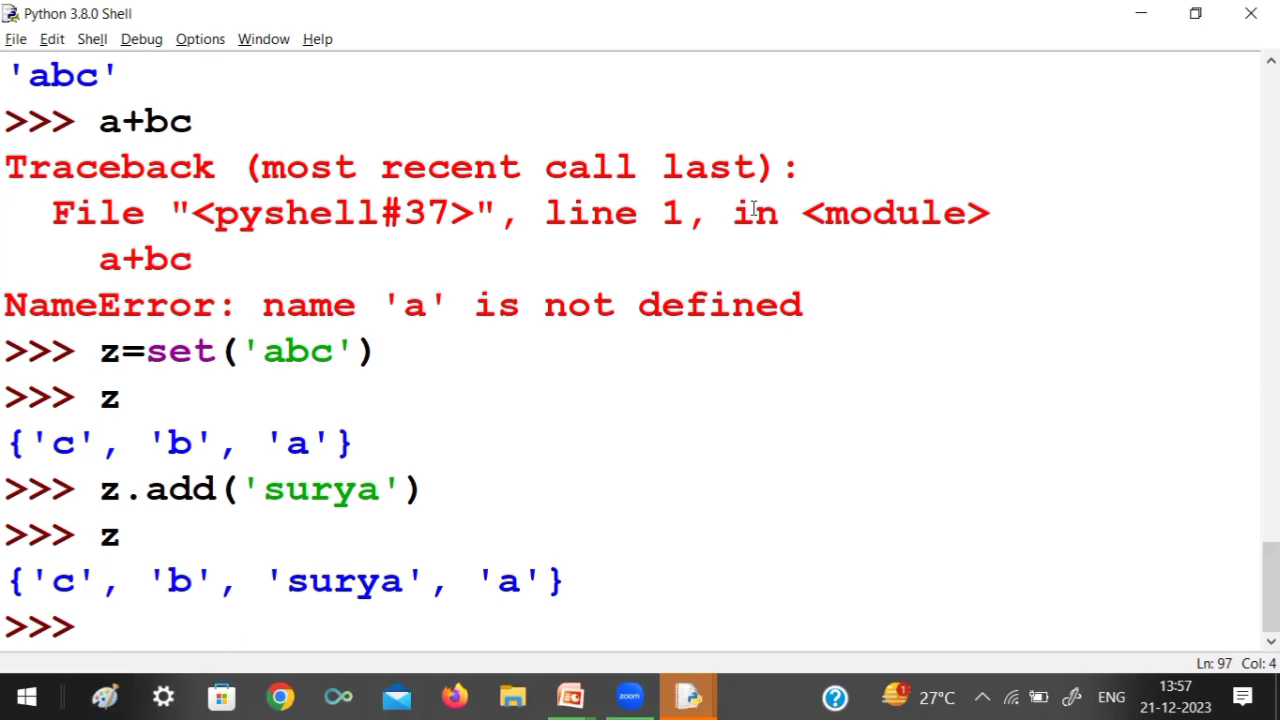 Python 3.8.0 Shell
File Edit Shell Debug Options Window Help
'abc'
>>> a+bc
Traceback (most recent call last):
  File "<pyshell#37>", line 1, in <module>
    a+bc
NameError: name 'a' is not defined
>>> z=set('abc')
>>> z
{'c', 'b', 'a'}
>>> z.add('surya')
>>> z
{'c', 'b', 'surya', 'a'}
>>>
Ln: 97 Col: 4
zoom
1
27°C
ENG
13:57
21-12-2023